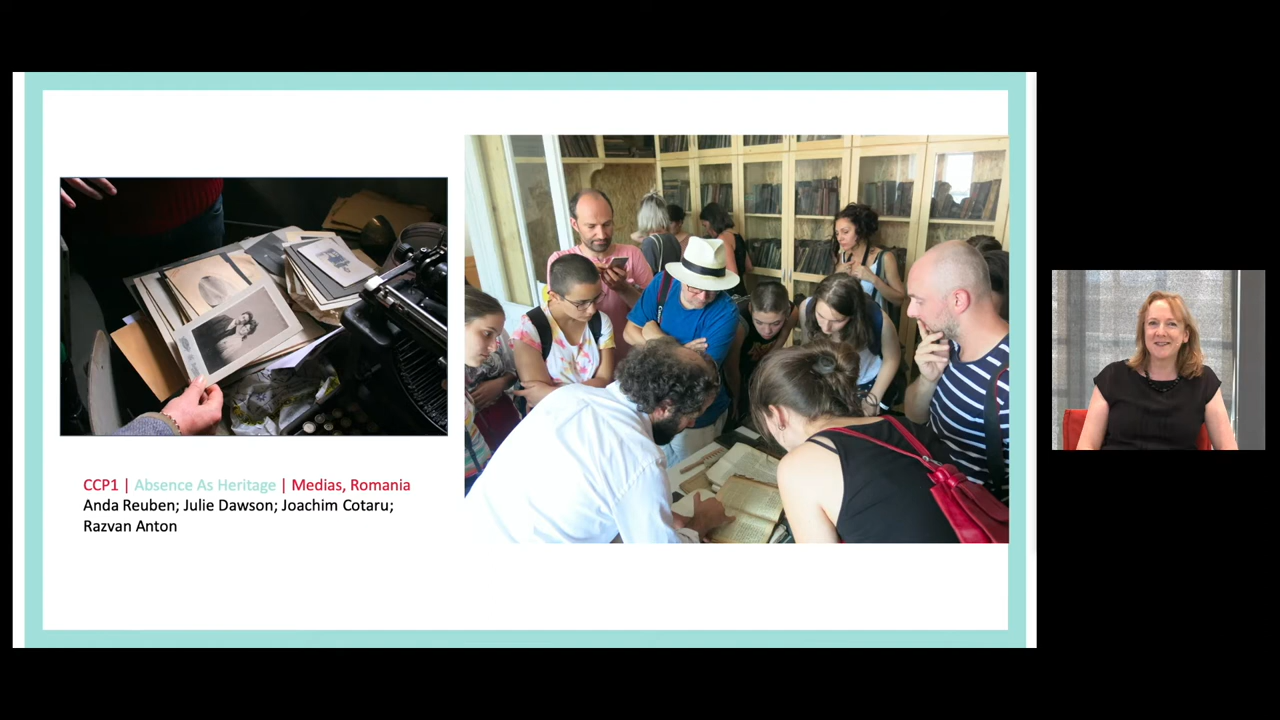 CCP1 | Absence As Heritage | Medias, Romania
Anda Reuben; Julie Dawson; Joachim Cotaru;
Razvan Anton